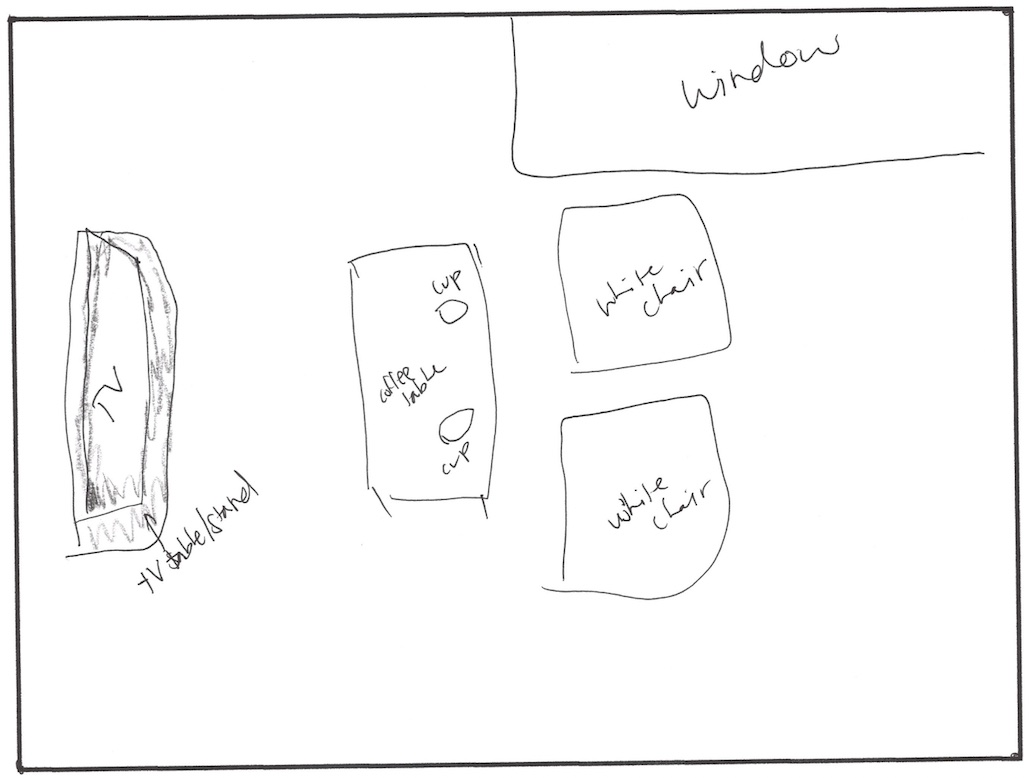 window
white
chair
cup
TV
coffee
table
cup
white
chair
TV table/stand